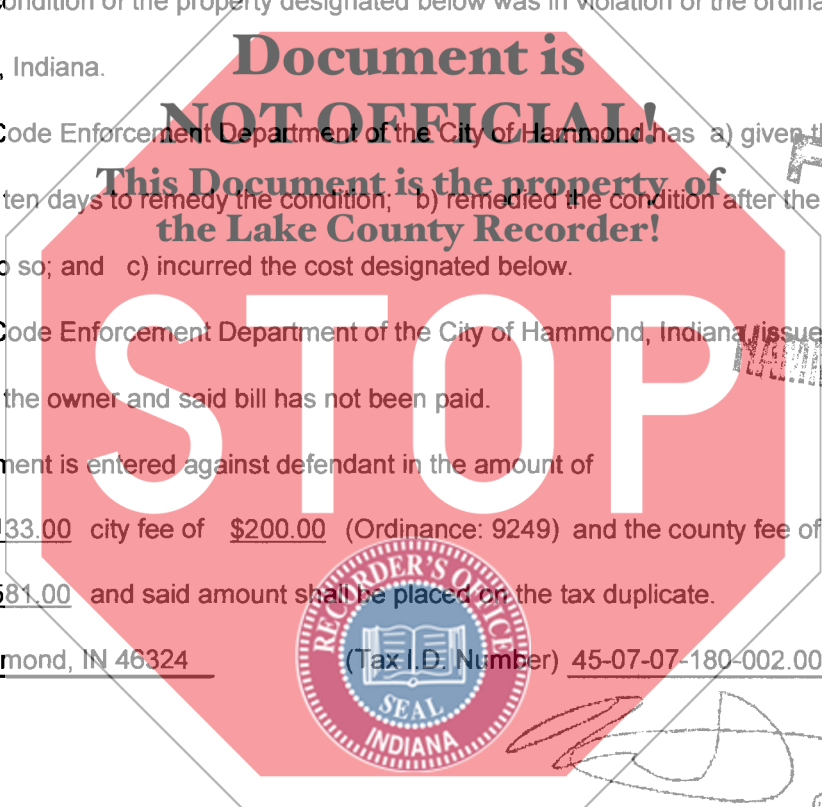 condition of the property designated below was in violation of the ordina
, Indiana.
Document is
NOT OFFICIAL!
Code Enforcement Department of the City of Hammond has a) given th
This Document is the property of
ten days to remedy the condition; b) remedied the condition after the
the Lake County Recorder!
o so; and c) incurred the cost designated below.
STOP
Code Enforcement Department of the City of Hammond, Indiana, issue
the owner and said bill has not been paid.
ment is entered against defendant in the amount of
33.00 city fee of $200.00 (Ordinance: 9249) and the county fee of
81.00 and said amount shall be placed on the tax duplicate.
mond, IN 46324 (Tax I.D. Number) 45-07-07-180-002.00
RECORDER'S OFFICE
SEAL
INDIANA